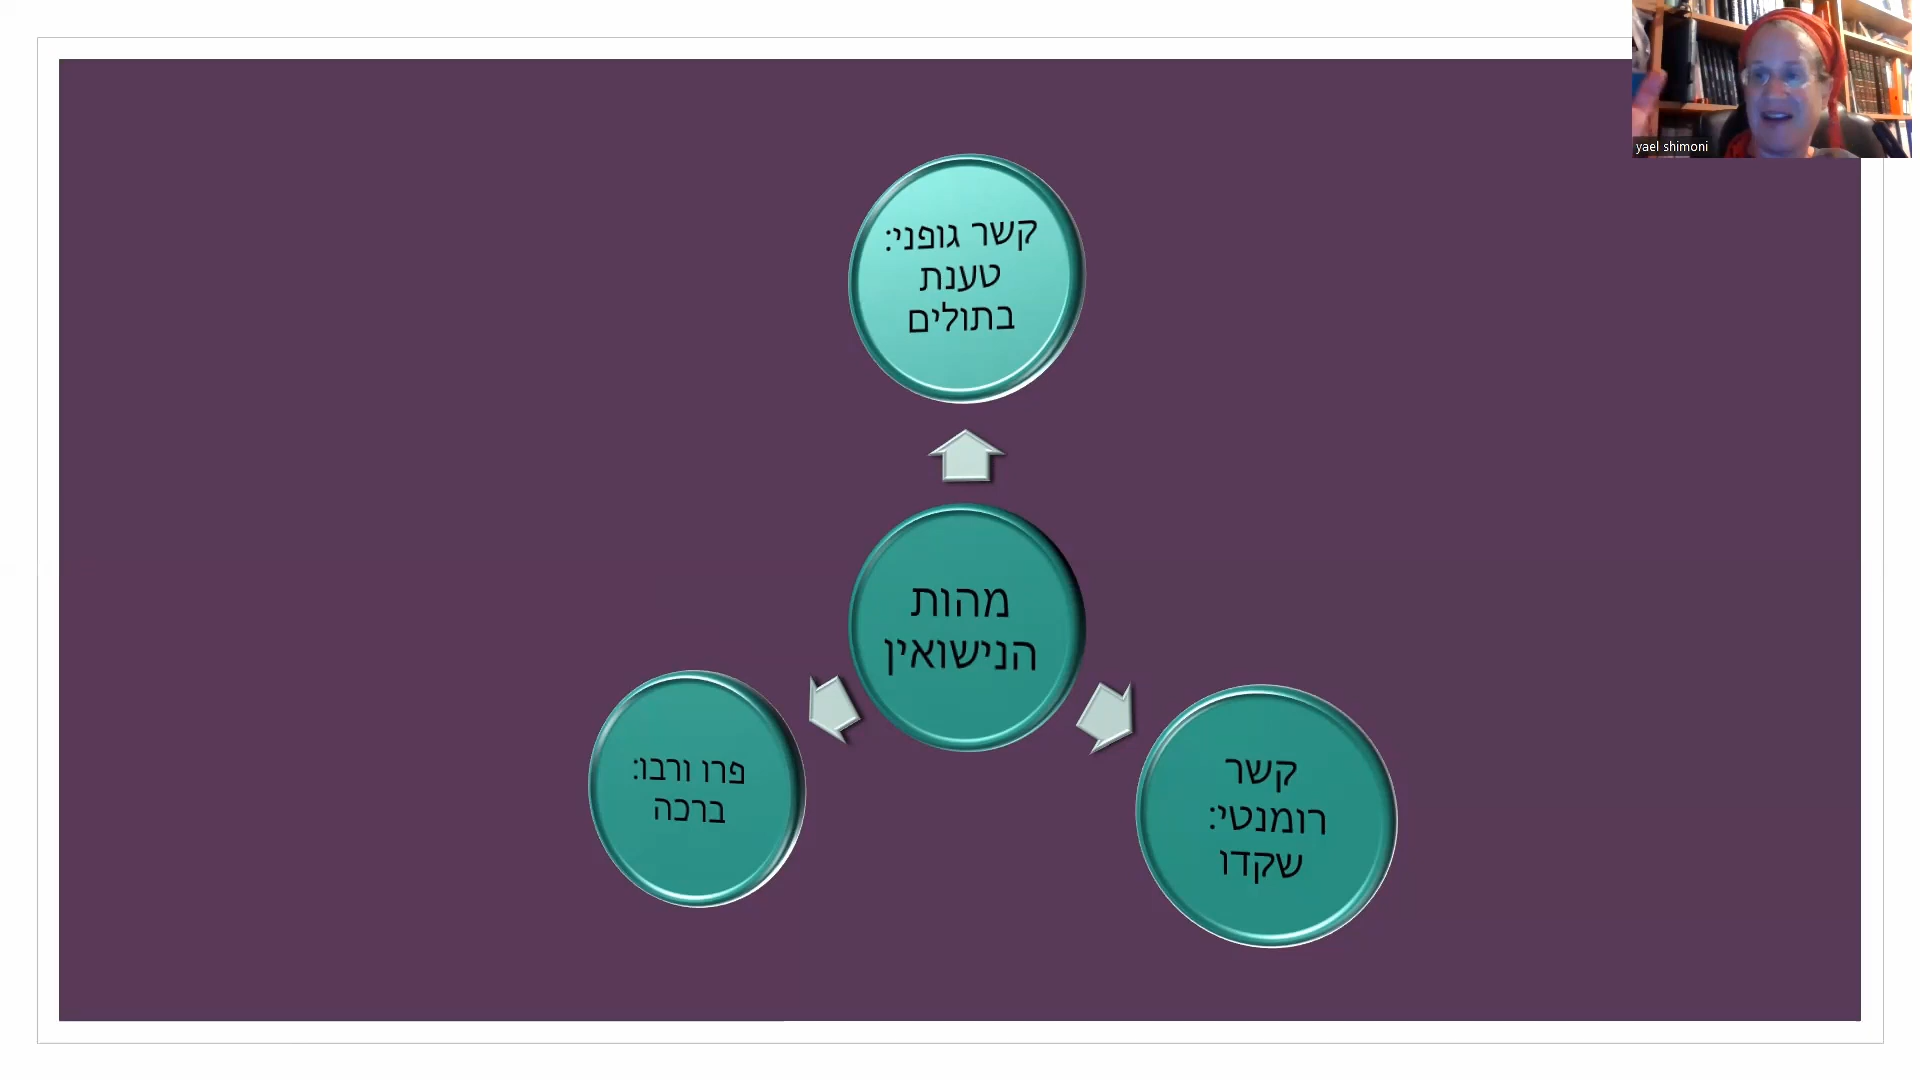 yael shimoni
קשר גופני:
טענת
בתולים
מהות
הנישואין
קשר
רומנטי:
שקדו
פרו ורבו:
ברכה